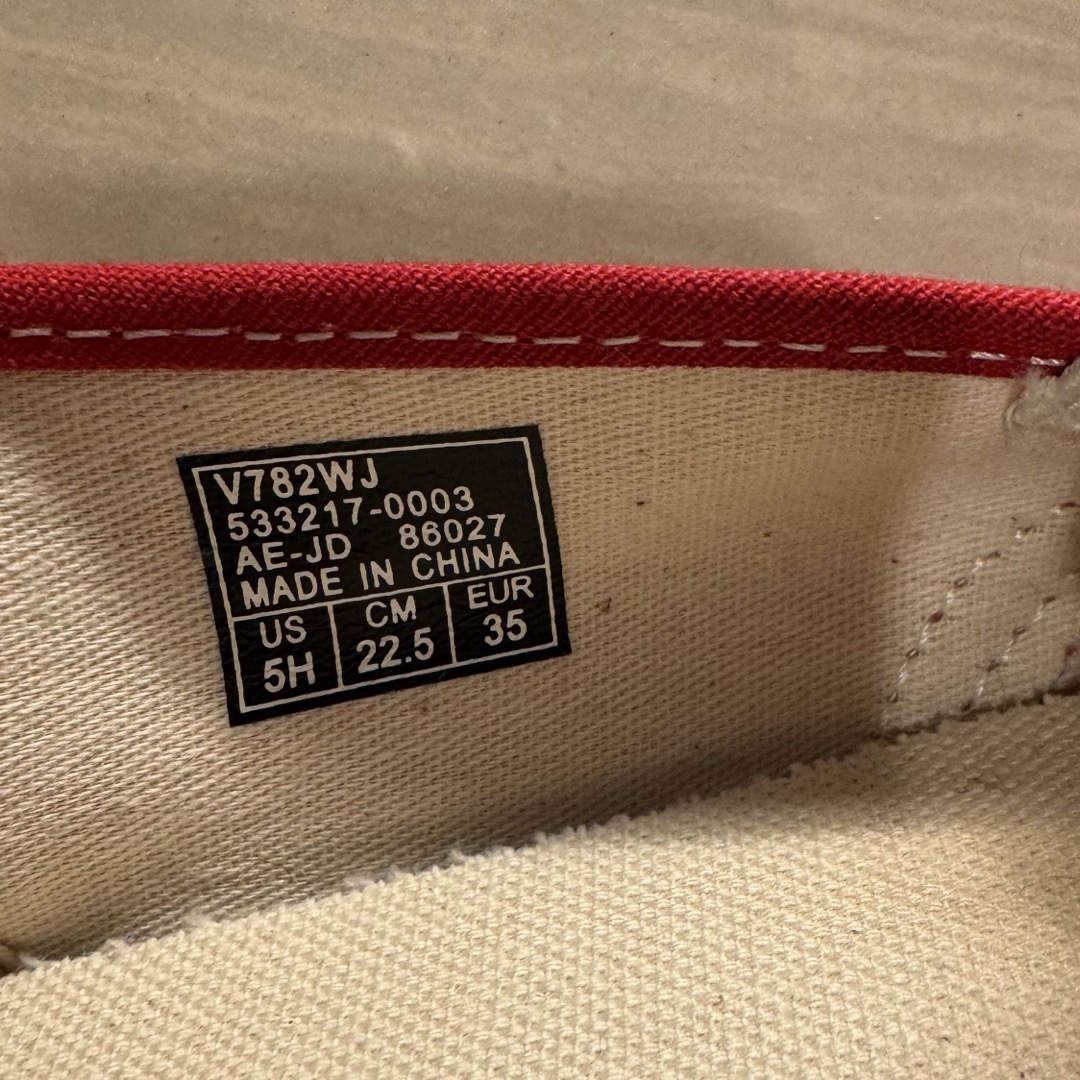 V782WJ
533217-0003
AE-JD 86027
MADE IN CHINA
US CM EUR
5H 22.5 35